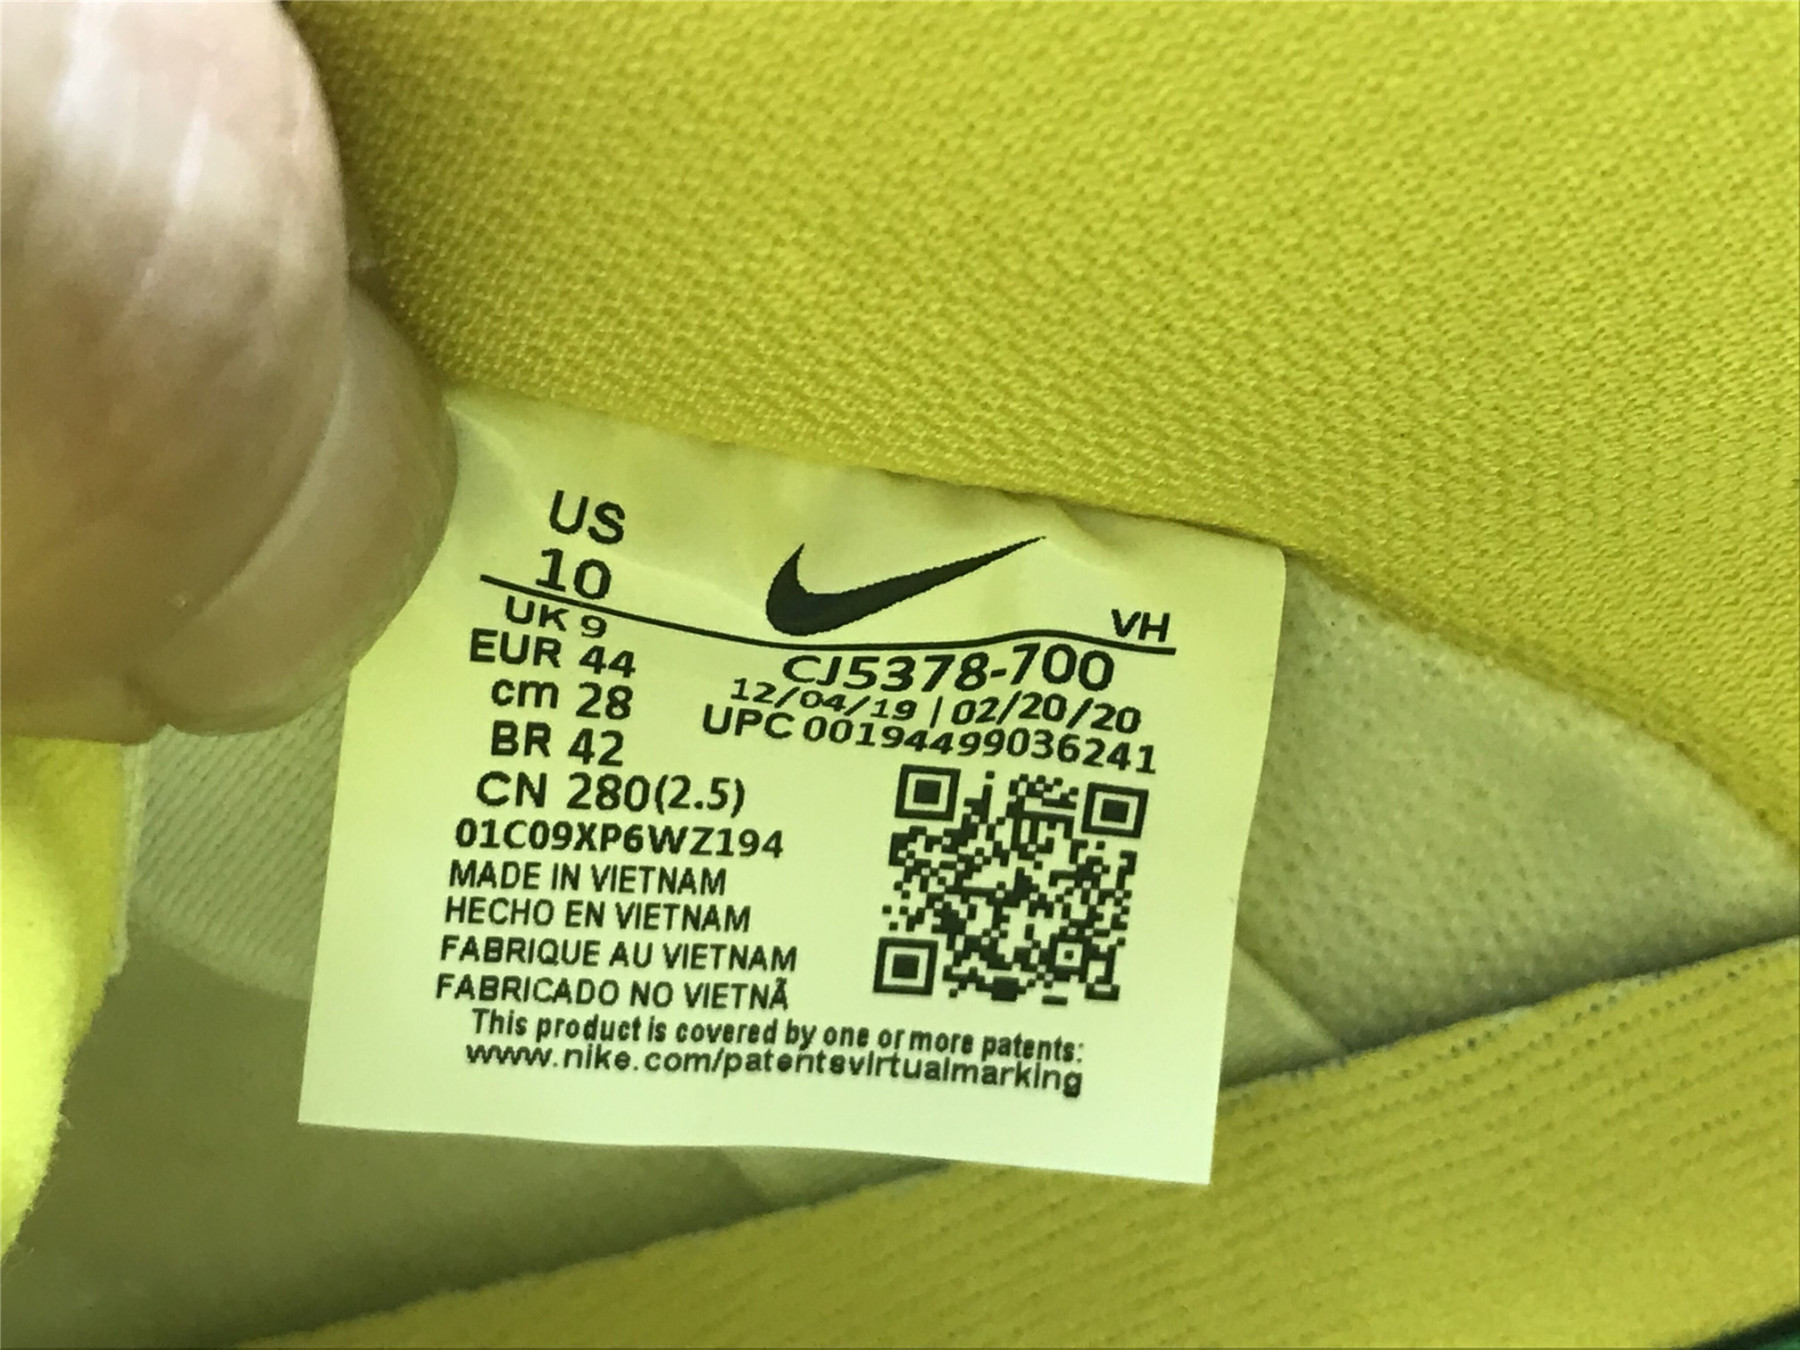 US
10
VH
UK 9
EUR 44
cm 28
BR 42
CN 280(2.5)
CJ5378-700
12/04/19 | 02/20/20
UPC 00194499036241
01C09XP6WZ194
MADE IN VIETNAM
HECHO EN VIETNAM
FABRIQUE AU VIETNAM
FABRICADO NO VIETNÃ
This product is covered by one or more patents:
www.nike.com/patentsvirtualmarking